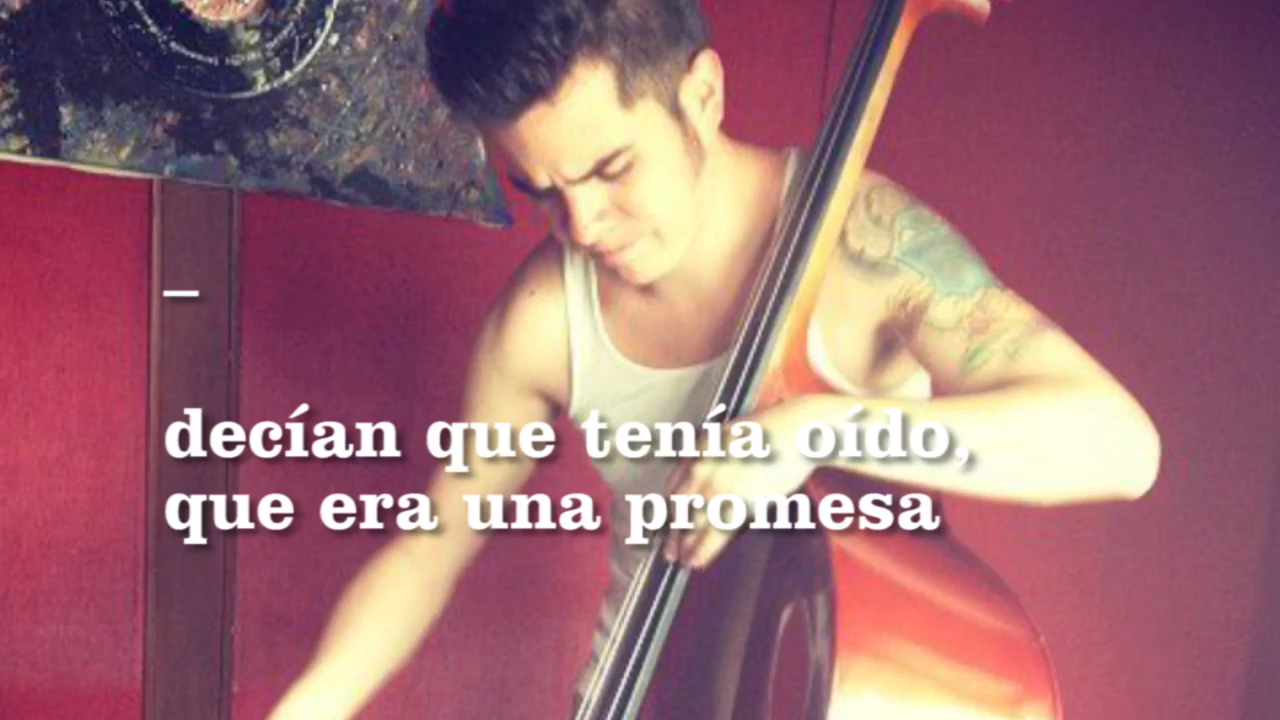 –
decían que tenía oído,
que era una promesa